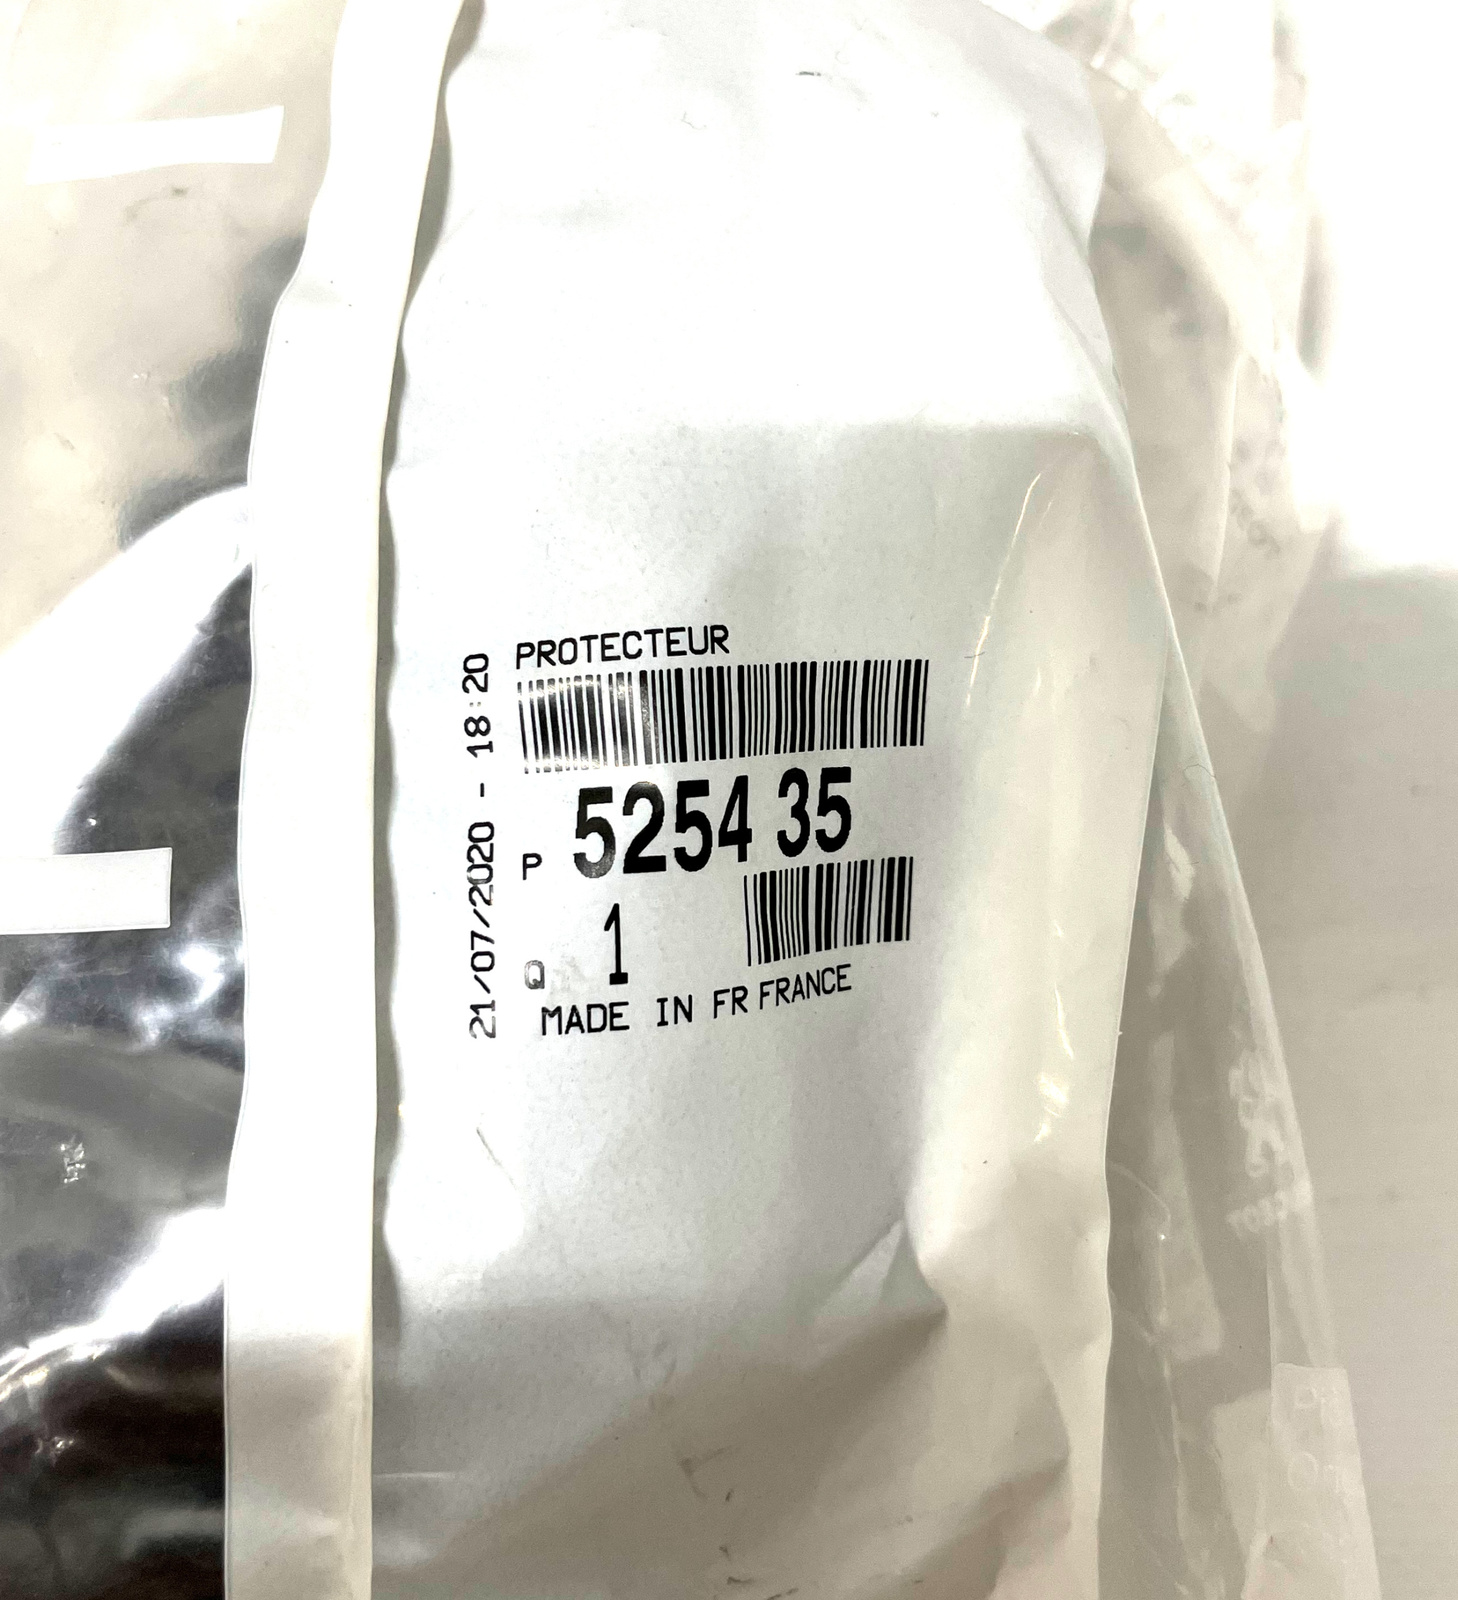 PROTECTEUR
P 5254 35
Q 1
MADE IN FR FRANCE
21/07/2020 - 18:20